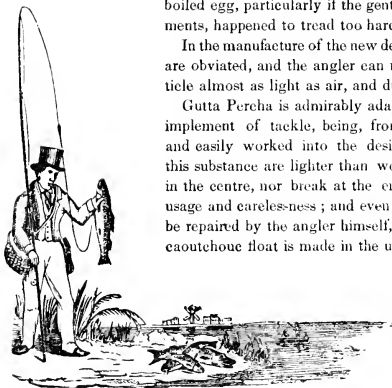 boiled egg, particularly if the gent
ments, happened to tread too hard
In the manufacture of the new de
are obviated, and the angler can
ticle almost as light as air, and d
Gutta Percha is admirably ada
implement of tackle, being, fro
and easily worked into the desi
this substance are lighter than wo
in the centre, nor break at the e
usage and careles-ness ; and even
be repaired by the angler himself,
caoutchouc float is made in the u